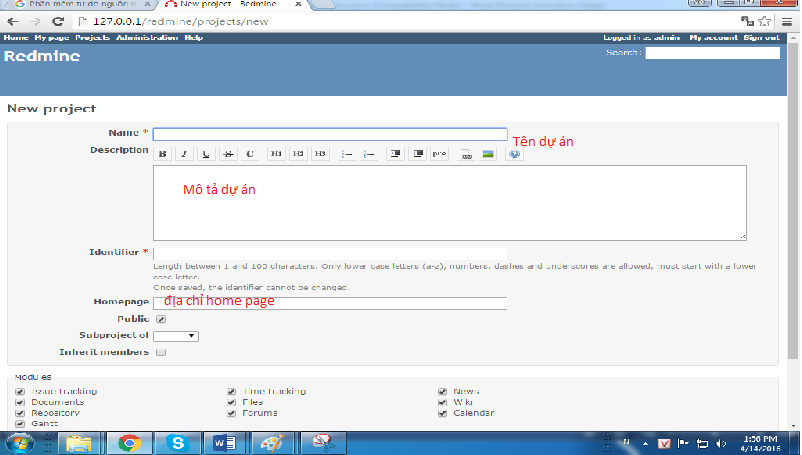 Phần mềm tự do nguồn m
New project - Redmine
127.0.0.1/redmine/projects/new
Home My page Projects Administration Help
Logged in as admin My account Sign out
Redmine
Search:
New project
Name *
Tên dự án
Description
B I U S C H1 H2 H3 pre
Mô tả dự án
Identifier *
Length between 1 and 100 characters. Only lower case letters (a-z), numbers, dashes and underscores are allowed, must start with a lower
case letter.
Once saved, the identifier cannot be changed.
Homepage
địa chỉ home page
Public
Subproject of
Inherit members
Modules
Issue tracking Time tracking News
Documents Files Wiki
Repository Forums Calendar
Gantt
1:56 PM
4/14/2016